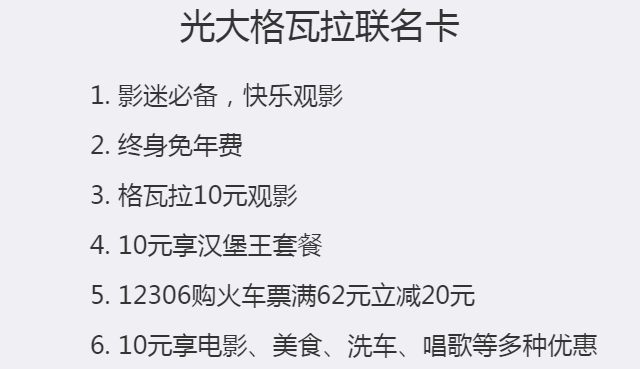 光大格瓦拉联名卡
1. 影迷必备，快乐观影
2. 终身免年费
3. 格瓦拉10元观影
4. 10元享汉堡王套餐
5. 12306购火车票满62元立减20元
6. 10元享电影、美食、洗车、唱歌等多种优惠